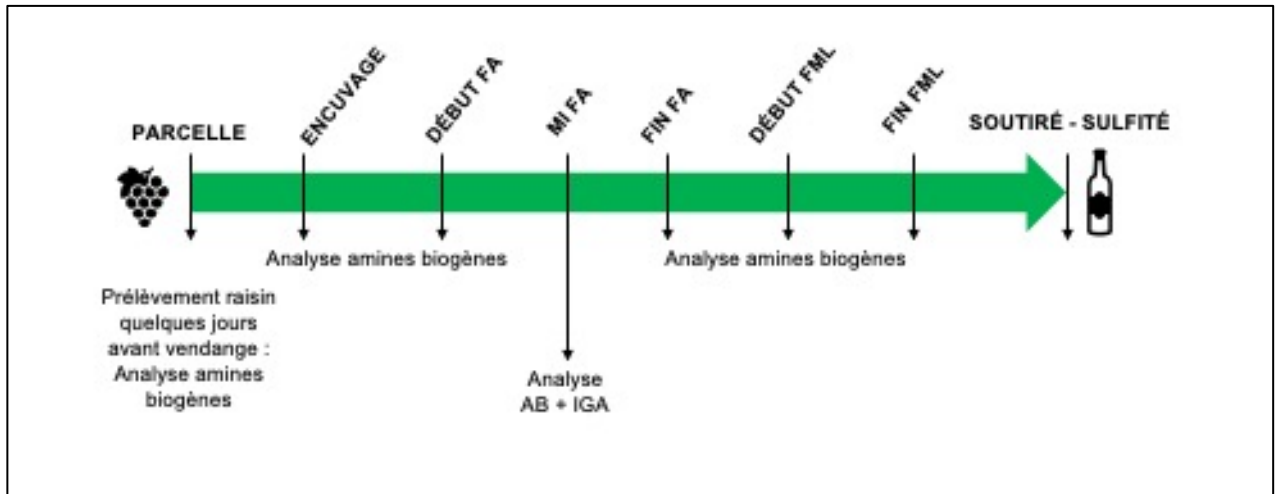 PARCELLE
ENCUVAGE
DÉBUT FA
MI FA
FIN FA
DÉBUT FML
FIN FML
SOUTIRÉ - SULFITÉ
Analyse amines biogènes
Analyse amines biogènes
Prélèvement raisin
quelques jours
avant vendange :
Analyse amines
biogènes
Analyse
AB + IGA